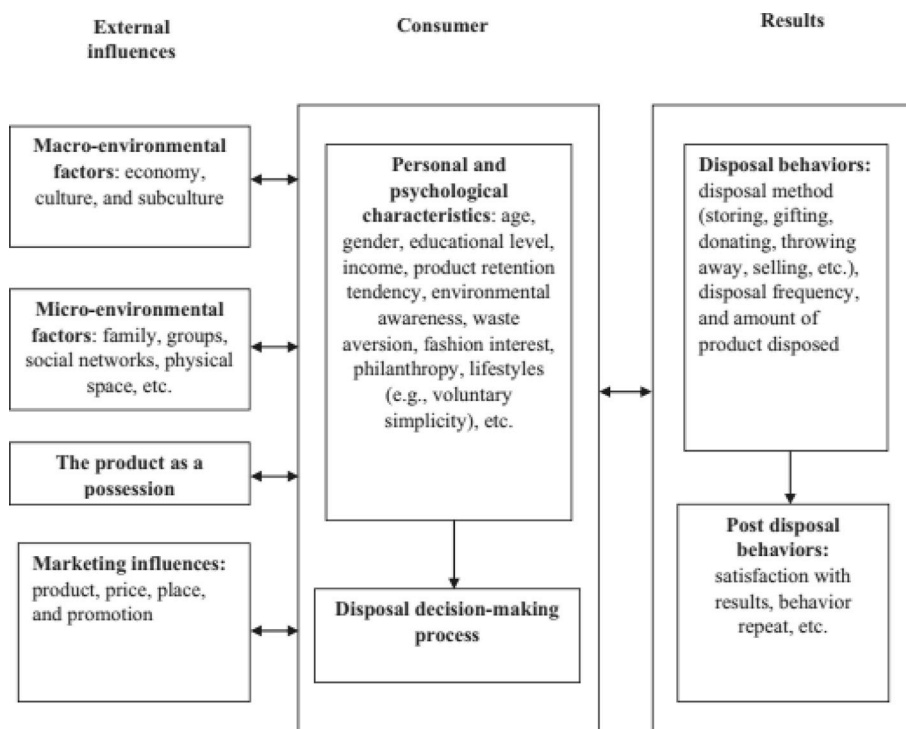 External
influences
Consumer
Results
Macro-environmental
factors: economy,
culture, and subculture
Micro-environmental
factors: family, groups,
social networks, physical
space, etc.
The product as a
possession
Marketing influences:
product, price, place,
and promotion
Personal and
psychological
characteristics: age,
gender, educational level,
income, product retention
tendency, environmental
awareness, waste
aversion, fashion interest,
philanthropy, lifestyles
(e.g., voluntary
simplicity), etc.
Disposal decision-making
process
Disposal behaviors:
disposal method
(storing, gifting,
donating, throwing
away, selling, etc.),
disposal frequency,
and amount of
product disposed
Post disposal
behaviors:
satisfaction with
results, behavior
repeat, etc.